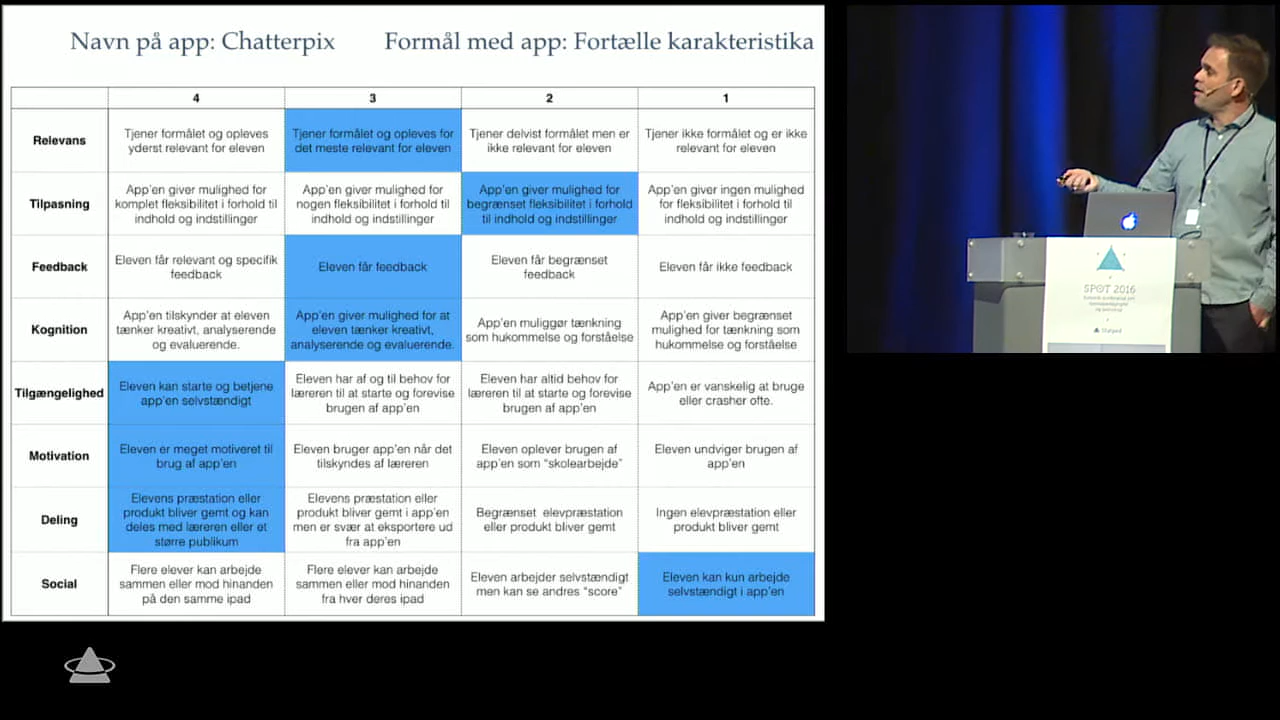 Navn på app: Chatterpix
Formål med app: Fortælle karakteristika
4
3
2
1
Relevans
Tjener formålet og opleves
yderst relevant for eleven
Tjener formålet og opleves for
det meste relevant for eleven
Tjener delvist formålet men er
ikke relevant for eleven
Tjener ikke formålet og er ikke
relevant for eleven
Tilpasning
App'en giver mulighed for
komplet fleksibilitet i forhold til
indhold og indstillinger
App'en giver mulighed for
nogen fleksibilitet i forhold til
indhold og indstillinger
App'en giver mulighed for
begrænset fleksibilitet i forhold
til indhold og indstillinger
App'en giver ingen mulighed
for fleksibilitet i forhold til
indhold og indstillinger
Feedback
Eleven får relevant og specifik
feedback
Eleven får feedback
Eleven får begrænset
feedback
Eleven får ikke feedback
Kognition
App'en tilskynder at eleven
tænker kreativt, analyserende
og evaluerende.
App'en giver mulighed for at
eleven tænker kreativt,
analyserende og evaluerende.
App'en muliggør tænkning
som hukommelse og forståelse
App'en giver begrænset
mulighed for tænkning som
hukommelse og forståelse
Tilgængelighed
Eleven kan starte og betjene
app'en selvstændigt
Eleven har af og til behov for
læreren til at starte og forevise
brugen af app'en
Eleven har altid behov for
læreren til at starte og forevise
brugen af app'en
App'en er vanskelig at bruge
eller crasher ofte.
Motivation
Eleven er meget motiveret til
brug af app'en
Eleven bruger app'en når det
tilskyndes af læreren
Eleven oplever brugen af
app'en som “skolearbejde”
Eleven undviger brugen af
app'en
Deling
Elevens præstation eller
produkt bliver gemt og kan
deles med læreren eller et
større publikum
Elevens præstation eller
produkt bliver gemt i app'en
men er svær at eksportere ud
fra app'en
Begrænset elevpræstation
eller produkt bliver gemt
Ingen elevpræstation eller
produkt bliver gemt
Social
Flere elever kan arbejde
sammen eller mod hinanden
på den samme ipad
Flere elever kan arbejde
sammen eller mod hinanden
fra hver deres ipad
Eleven arbejder selvstændigt
men kan se andres “score”
Eleven kan kun arbejde
selvstændigt i app'en
SPOT 2016